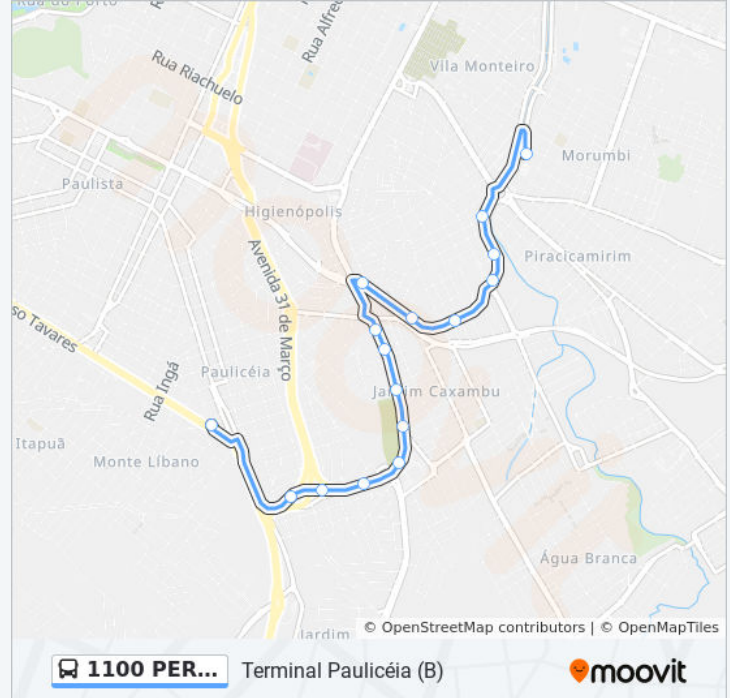 Rua do Porto
Rua Alfre
Vila Monteiro
Rua Riachuelo
Morumbi
Paulista
Higienópolis
Piracicamirim
Avenida 31 de Março
so Tavares
Paulicéia
Rua Ingá
Jardim Caxambu
Itapuã
Monte Líbano
Água Branca
Jardim
© OpenStreetMap contributors | © OpenMapTiles
1100 PER... Terminal Paulicéia (B) moovit